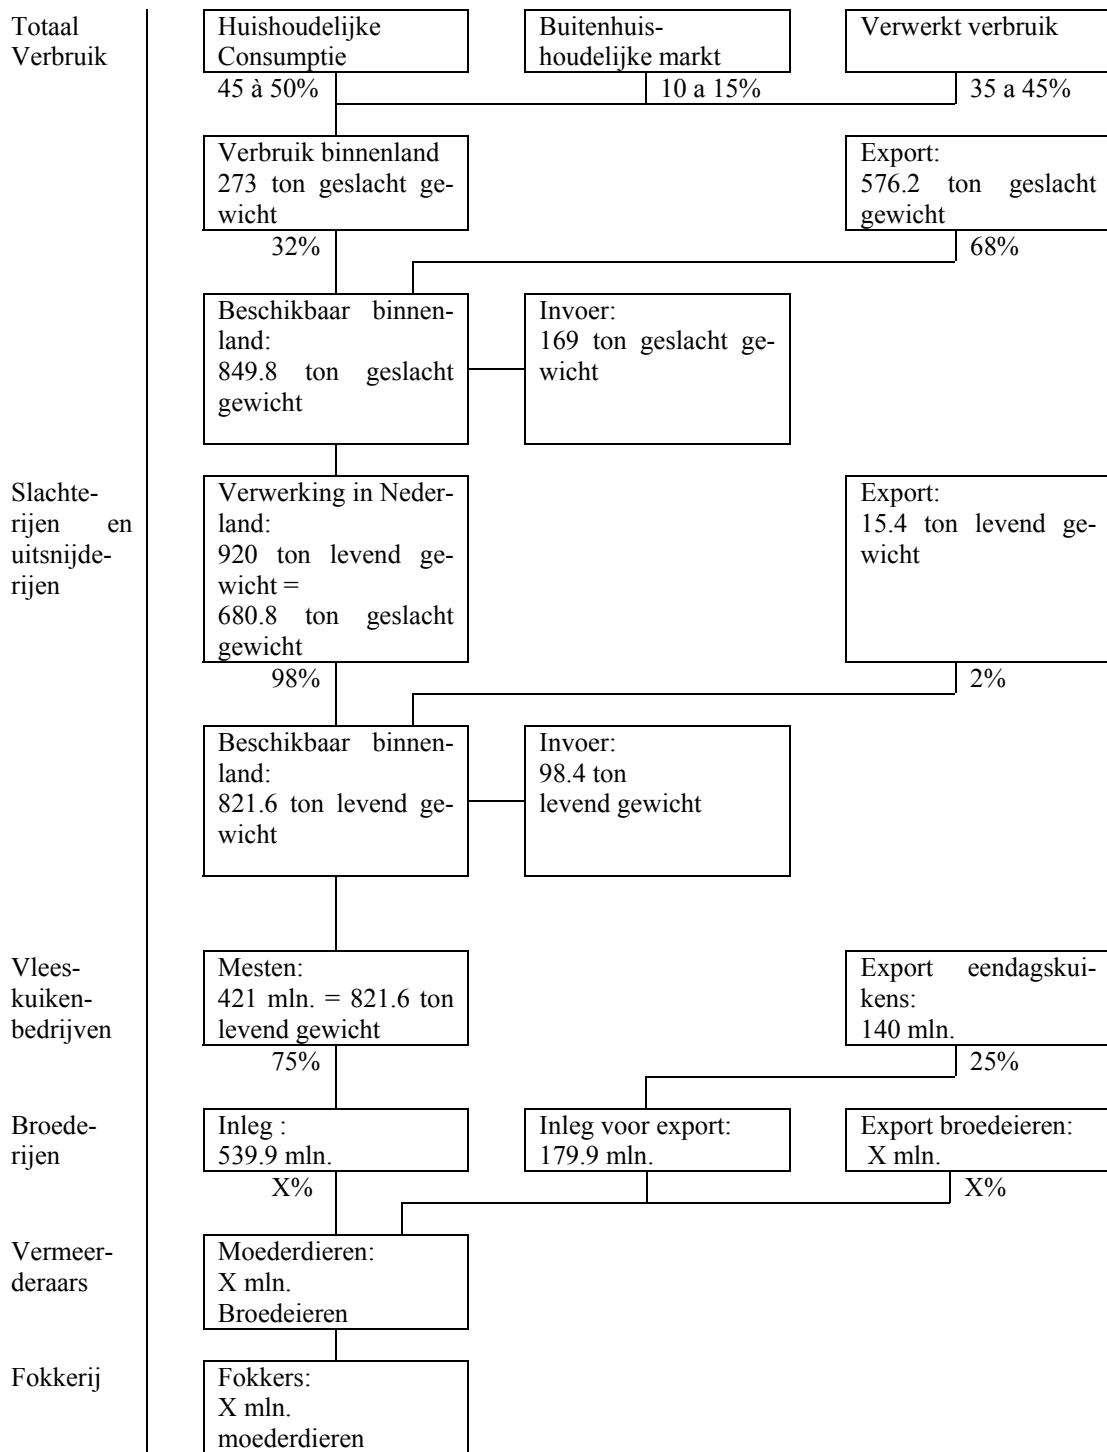 Totaal
Verbruik
Huishoudelijke
Consumptie
Buitenhuis-
houdelijke markt
Verwerkt verbruik
45 à 50%
10 a 15%
35 a 45%
Verbruik binnenland
273 ton geslacht ge-
wicht
Export:
576.2 ton geslacht
gewicht
32%
68%
Beschikbaar binnen-
land:
849.8 ton geslacht
gewicht
Invoer:
169 ton geslacht ge-
wicht
Slachte-
rijen en
uitsnijde-
rijen
Verwerking in Neder-
land:
920 ton levend ge-
wicht =
680.8 ton geslacht
gewicht
Export:
15.4 ton levend ge-
wicht
98%
2%
Beschikbaar binnen-
land:
821.6 ton levend ge-
wicht
Invoer:
98.4 ton
levend gewicht
Vlees-
kuiken-
bedrijven
Mesten:
421 mln. = 821.6 ton
levend gewicht
Export eendagskui-
kens:
140 mln.
75%
25%
Broede-
rijen
Inleg :
539.9 mln.
Inleg voor export:
179.9 mln.
Export broedeieren:
X mln.
X%
X%
Vermeer-
deraars
Moederdieren:
X mln.
Broedeieren
Fokkerij
Fokkers:
X mln.
moederdieren